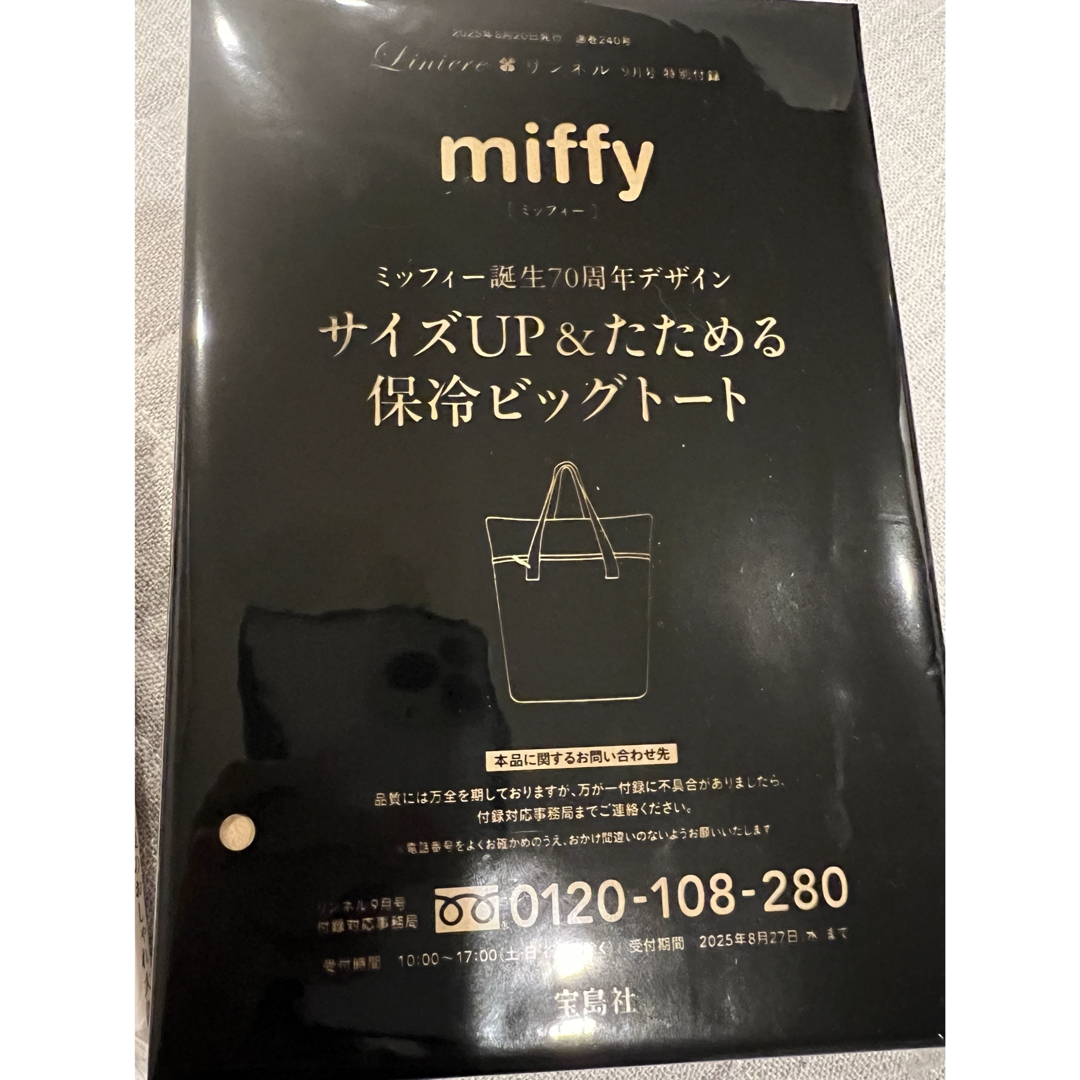 2025年8月20日発行 通巻240号
Liniere リンネル 9月号 特別付録
miffy
[ミッフィー]
ミッフィー誕生70周年デザイン
サイズUP&たためる
保冷ビッグトート
本品に関するお問い合わせ先
品質には万全を期しておりますが、万が一付録に不具合がありましたら、
付録対応事務局までご連絡ください。
電話番号をよくお確かめのうえ、おかけ間違いのないようお願いいたします
リンネル9月号
付録対応事務局
0120-108-280
受付時間 10:00~17:00(土・日 く) 受付期間 2025年8月27日 水 まで
宝島社